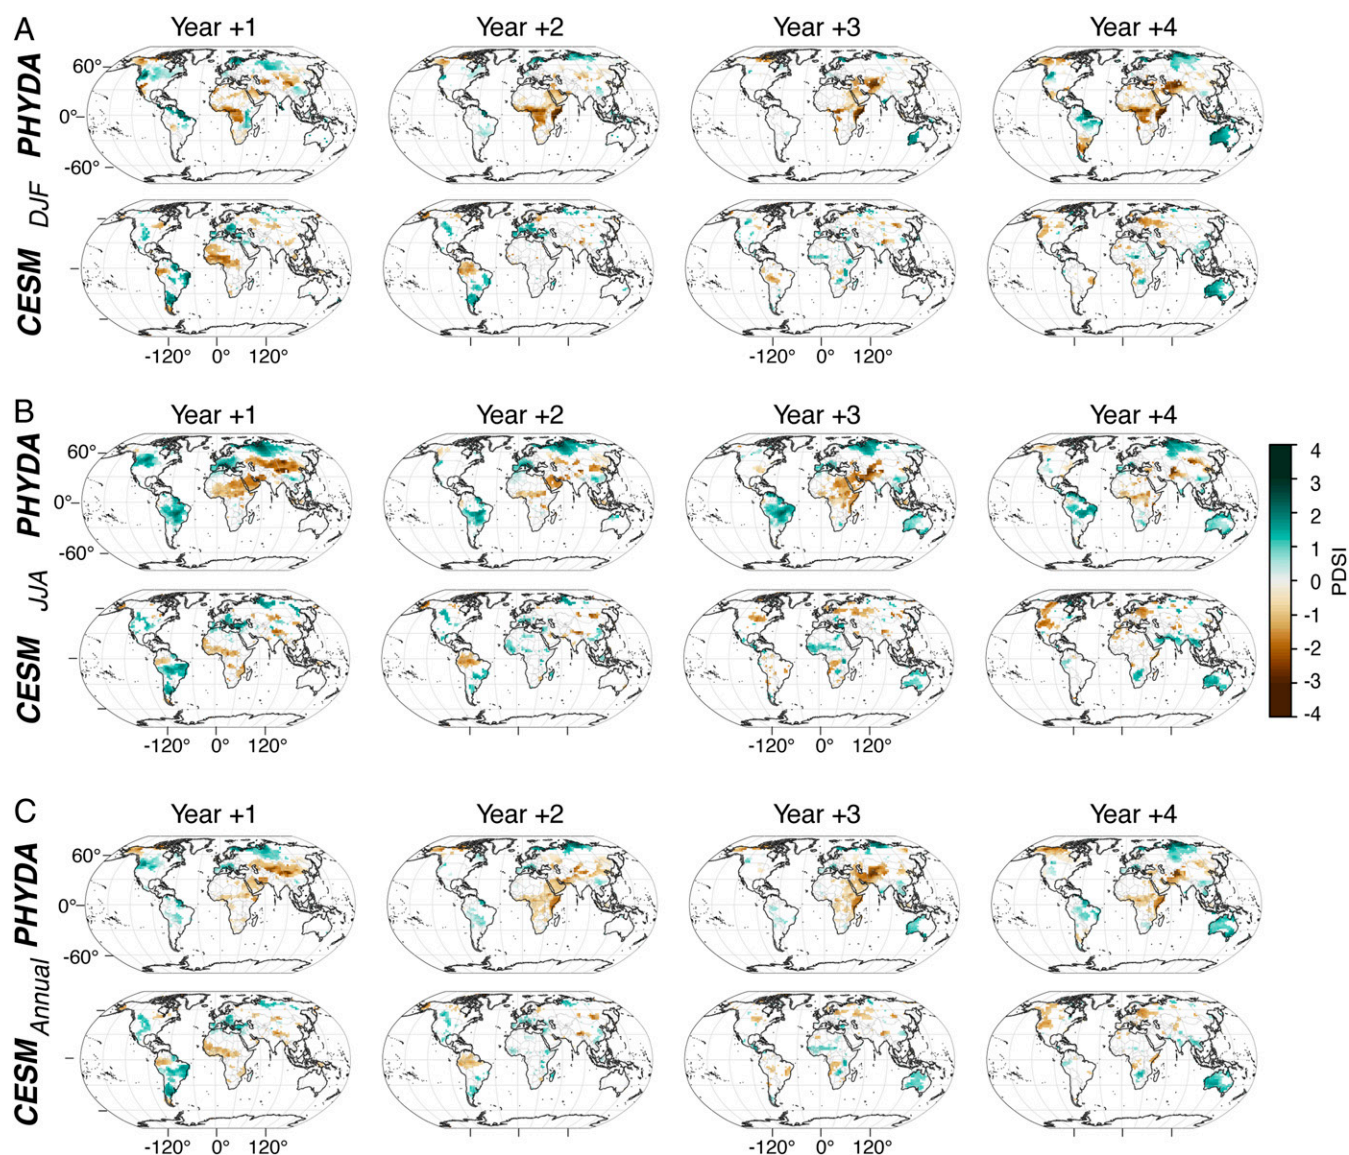 A
Year +1
Year +2
Year +3
Year +4
PHYDA
60°
0°
-60°
DJF
CESM
-120° 0° 120°
-120° 0° 120°
B
Year +1
Year +2
Year +3
Year +4
PHYDA
60°
0°
-60°
JJA
CESM
-120° 0° 120°
-120° 0° 120°
4
3
2
1
0
-1
-2
-3
-4
PDSI
C
Year +1
Year +2
Year +3
Year +4
PHYDA
60°
0°
-60°
Annual
CESM
-120° 0° 120°
-120° 0° 120°